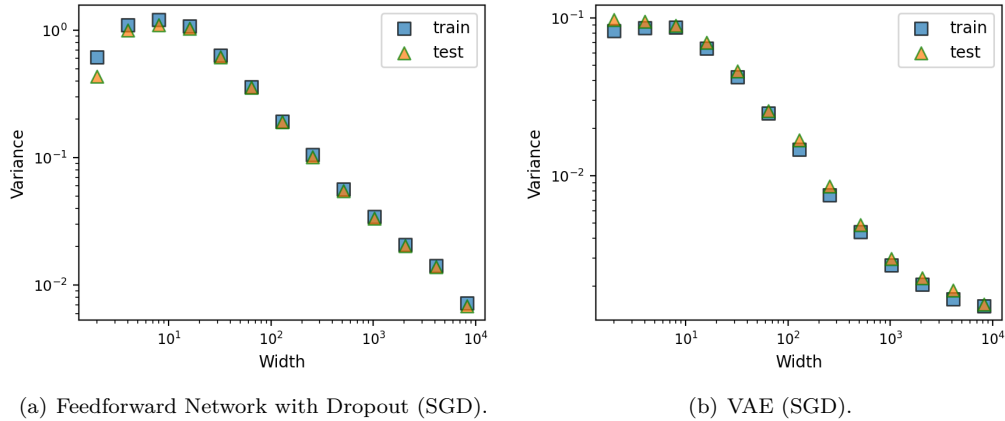 train
test
10⁰
10⁻¹
10⁻²
Variance
10¹
10²
10³
10⁴
Width
(a) Feedforward Network with Dropout (SGD).
train
test
10⁻¹
10⁻²
Variance
10¹
10²
10³
10⁴
Width
(b) VAE (SGD).